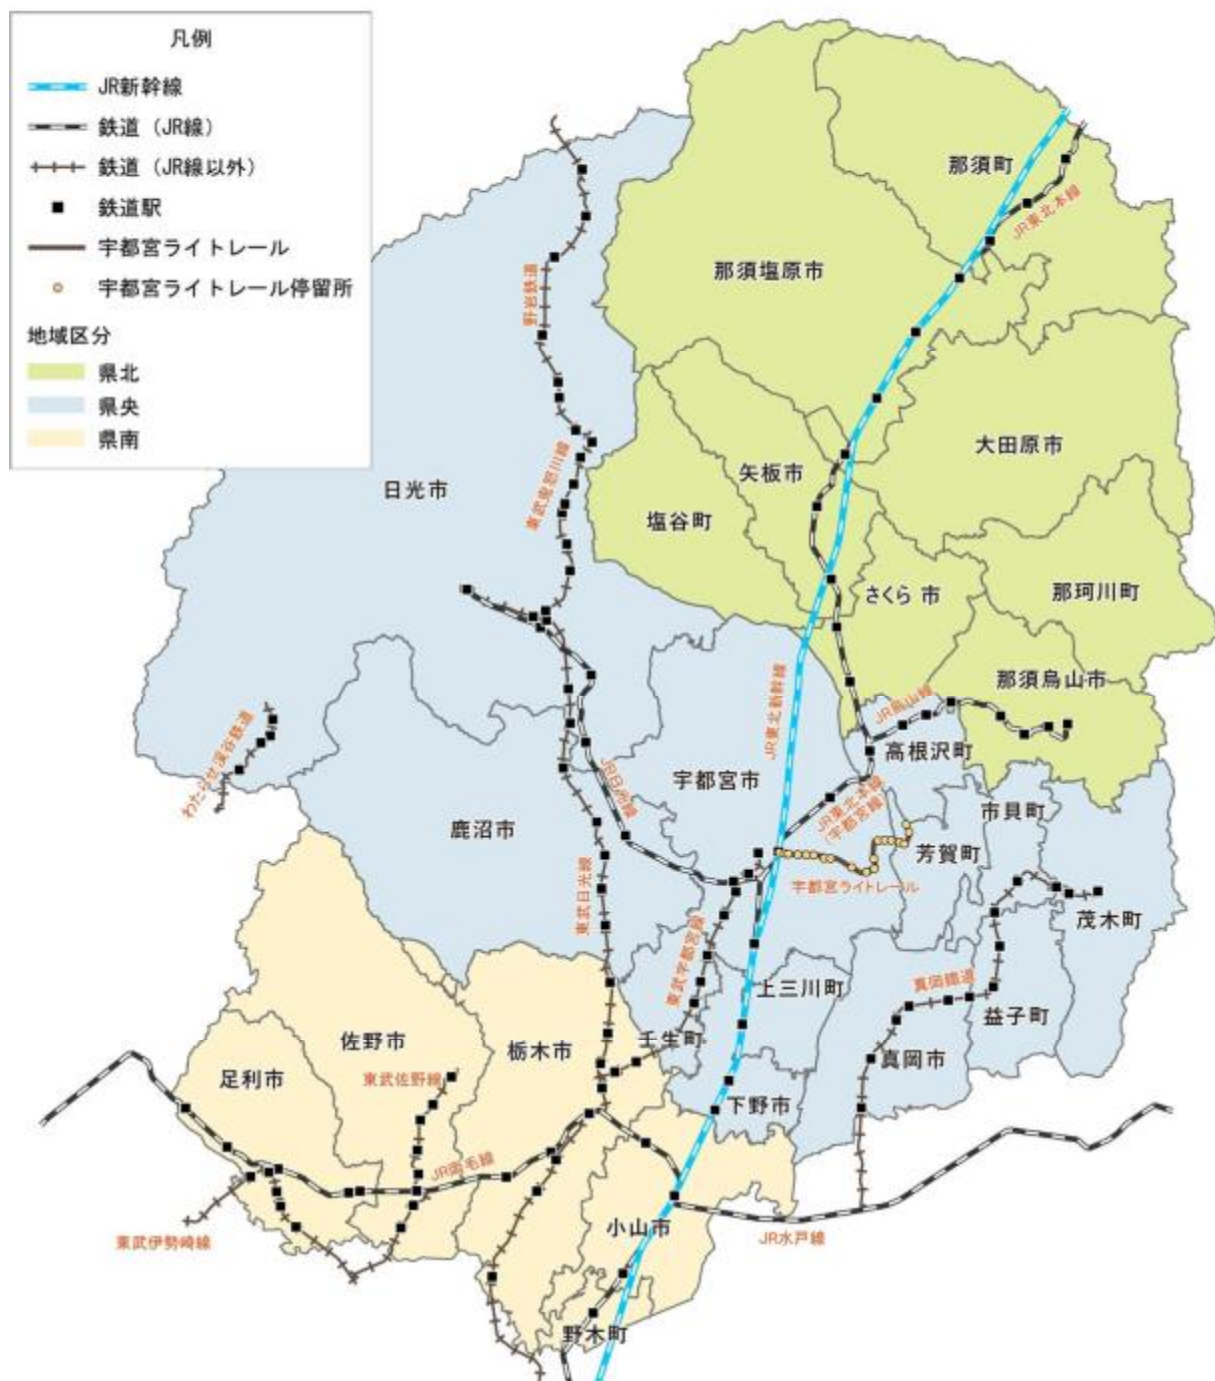 凡例
JR新幹線
鉄道（JR線）
鉄道（JR線以外）
鉄道駅
宇都宮ライトレール
宇都宮ライトレール停留所
地域区分
県北
県央
県南
那須町
JR東北本線
那須塩原市
野岩鉄道
大田原市
矢板市
日光市
東武鬼怒川線
塩谷町
さくら市
那珂川町
那須烏山市
JR烏山線
わたらせ渓谷鉄道
JR東北新幹線
高根沢町
宇都宮市
JR日光線
JR東北本線
（宇都宮線）
市貝町
鹿沼市
芳賀町
宇都宮ライトレール
東武日光線
茂木町
東武宇都宮線
上三川町
真岡鐵道
益子町
佐野市
栃木市
壬生町
真岡市
足利市
東武佐野線
下野市
JR両毛線
小山市
東武伊勢崎線
JR水戸線
野木町